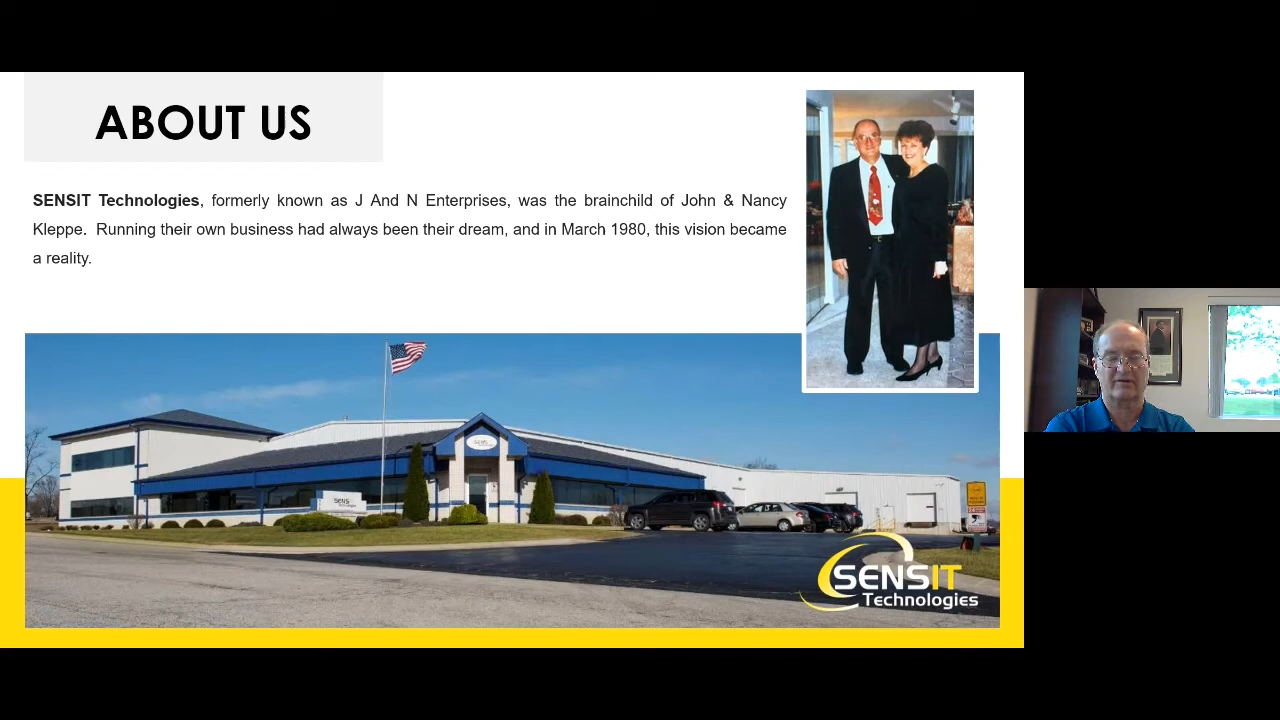 ABOUT US
SENSIT Technologies, formerly known as J And N Enterprises, was the brainchild of John & Nancy
Kleppe. Running their own business had always been their dream, and in March 1980, this vision became
a reality.
SENSIT
Technologies